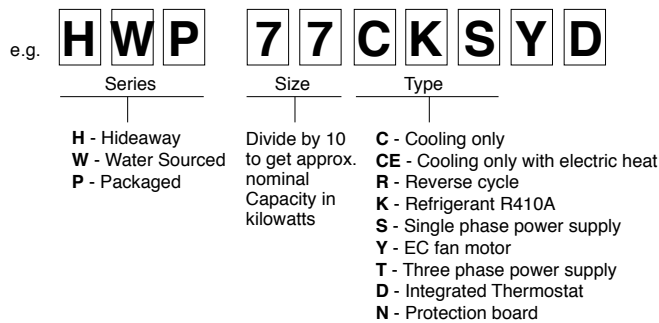 e.g. HWP 77CKSYD
Series Size Type
H - Hideaway
W - Water Sourced
P - Packaged
Divide by 10
to get approx.
nominal
Capacity in
kilowatts
C - Cooling only
CE - Cooling only with electric heat
R - Reverse cycle
K - Refrigerant R410A
S - Single phase power supply
Y - EC fan motor
T - Three phase power supply
D - Integrated Thermostat
N - Protection board